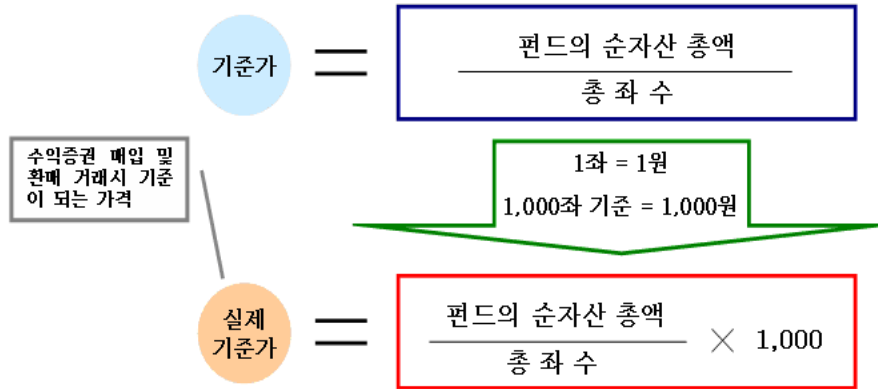 기준가
=
펀드의 순자산 총액
총 좌 수
수익증권 매입 및
환매 거래시 기준
이 되는 가격
1좌 = 1원
1,000좌 기준 = 1,000원
실제
기준가
=
펀드의 순자산 총액
총 좌 수
× 1,000